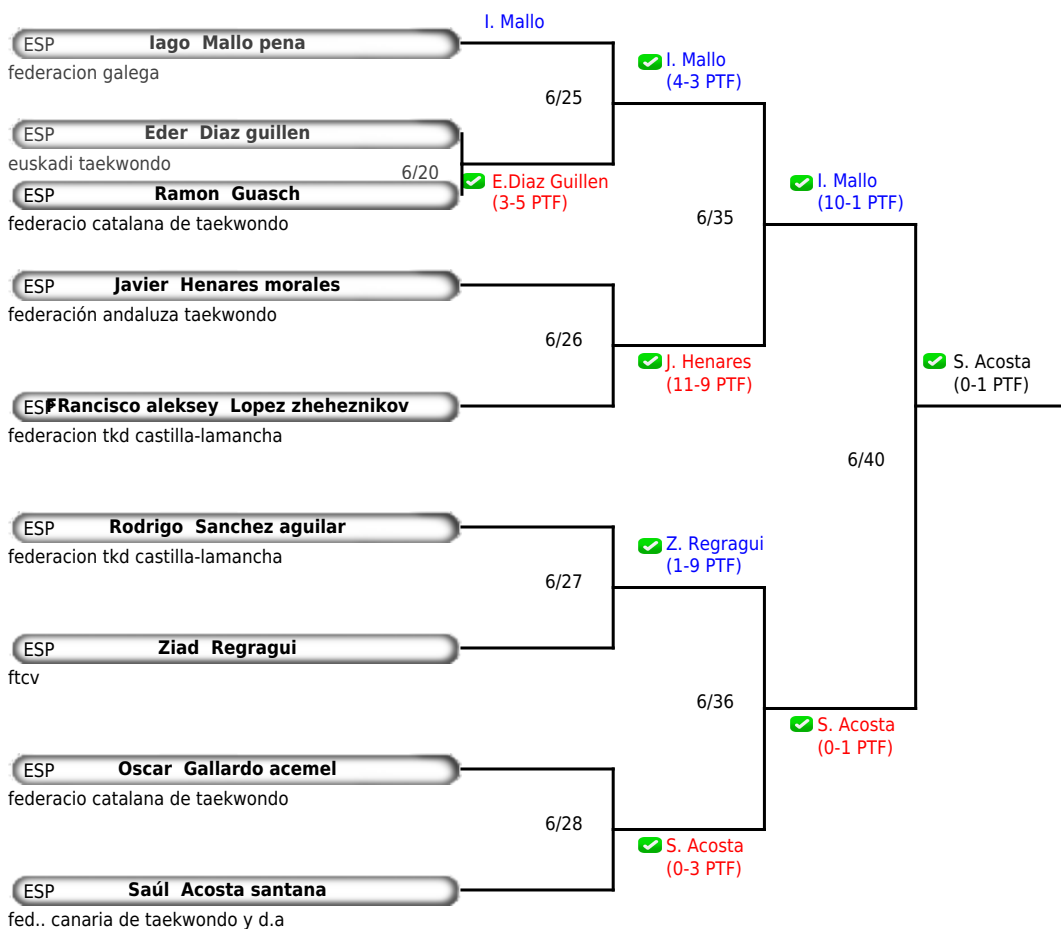 I. Mallo
ESP Iago Mallo pena
federacion galega
I. Mallo
(4-3 PTF)
6/25
ESP Eder Diaz guillen
euskadi taekwondo
6/20
E.Diaz Guillen
(3-5 PTF)
I. Mallo
(10-1 PTF)
ESP Ramon Guasch
federacio catalana de taekwondo
6/35
ESP Javier Henares morales
federación andaluza taekwondo
6/26
J. Henares
(11-9 PTF)
S. Acosta
(0-1 PTF)
ESP FRancisco aleksey Lopez zheheznikov
federacion tkd castilla-lamancha
6/40
ESP Rodrigo Sanchez aguilar
federacion tkd castilla-lamancha
Z. Regragui
(1-9 PTF)
6/27
ESP Ziad Regragui
ftcv
6/36
S. Acosta
(0-1 PTF)
ESP Oscar Gallardo acemel
federacio catalana de taekwondo
6/28
S. Acosta
(0-3 PTF)
ESP Saúl Acosta santana
fed.. canaria de taekwondo y d.a